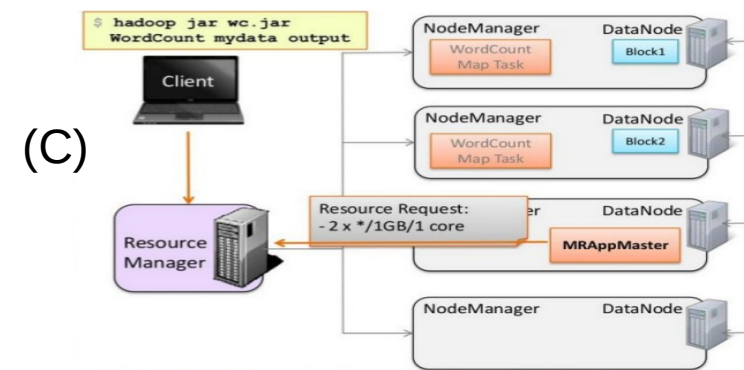 $ hadoop jar wc.jar
WordCount mydata output
Client
(C)
Resource
Manager
NodeManager
DataNode
WordCount
Map Task
Block1
NodeManager
DataNode
WordCount
Map Task
Block2
Resource Request:
- 2 x */1GB/1 core
er
DataNode
MRAppMaster
NodeManager
DataNode